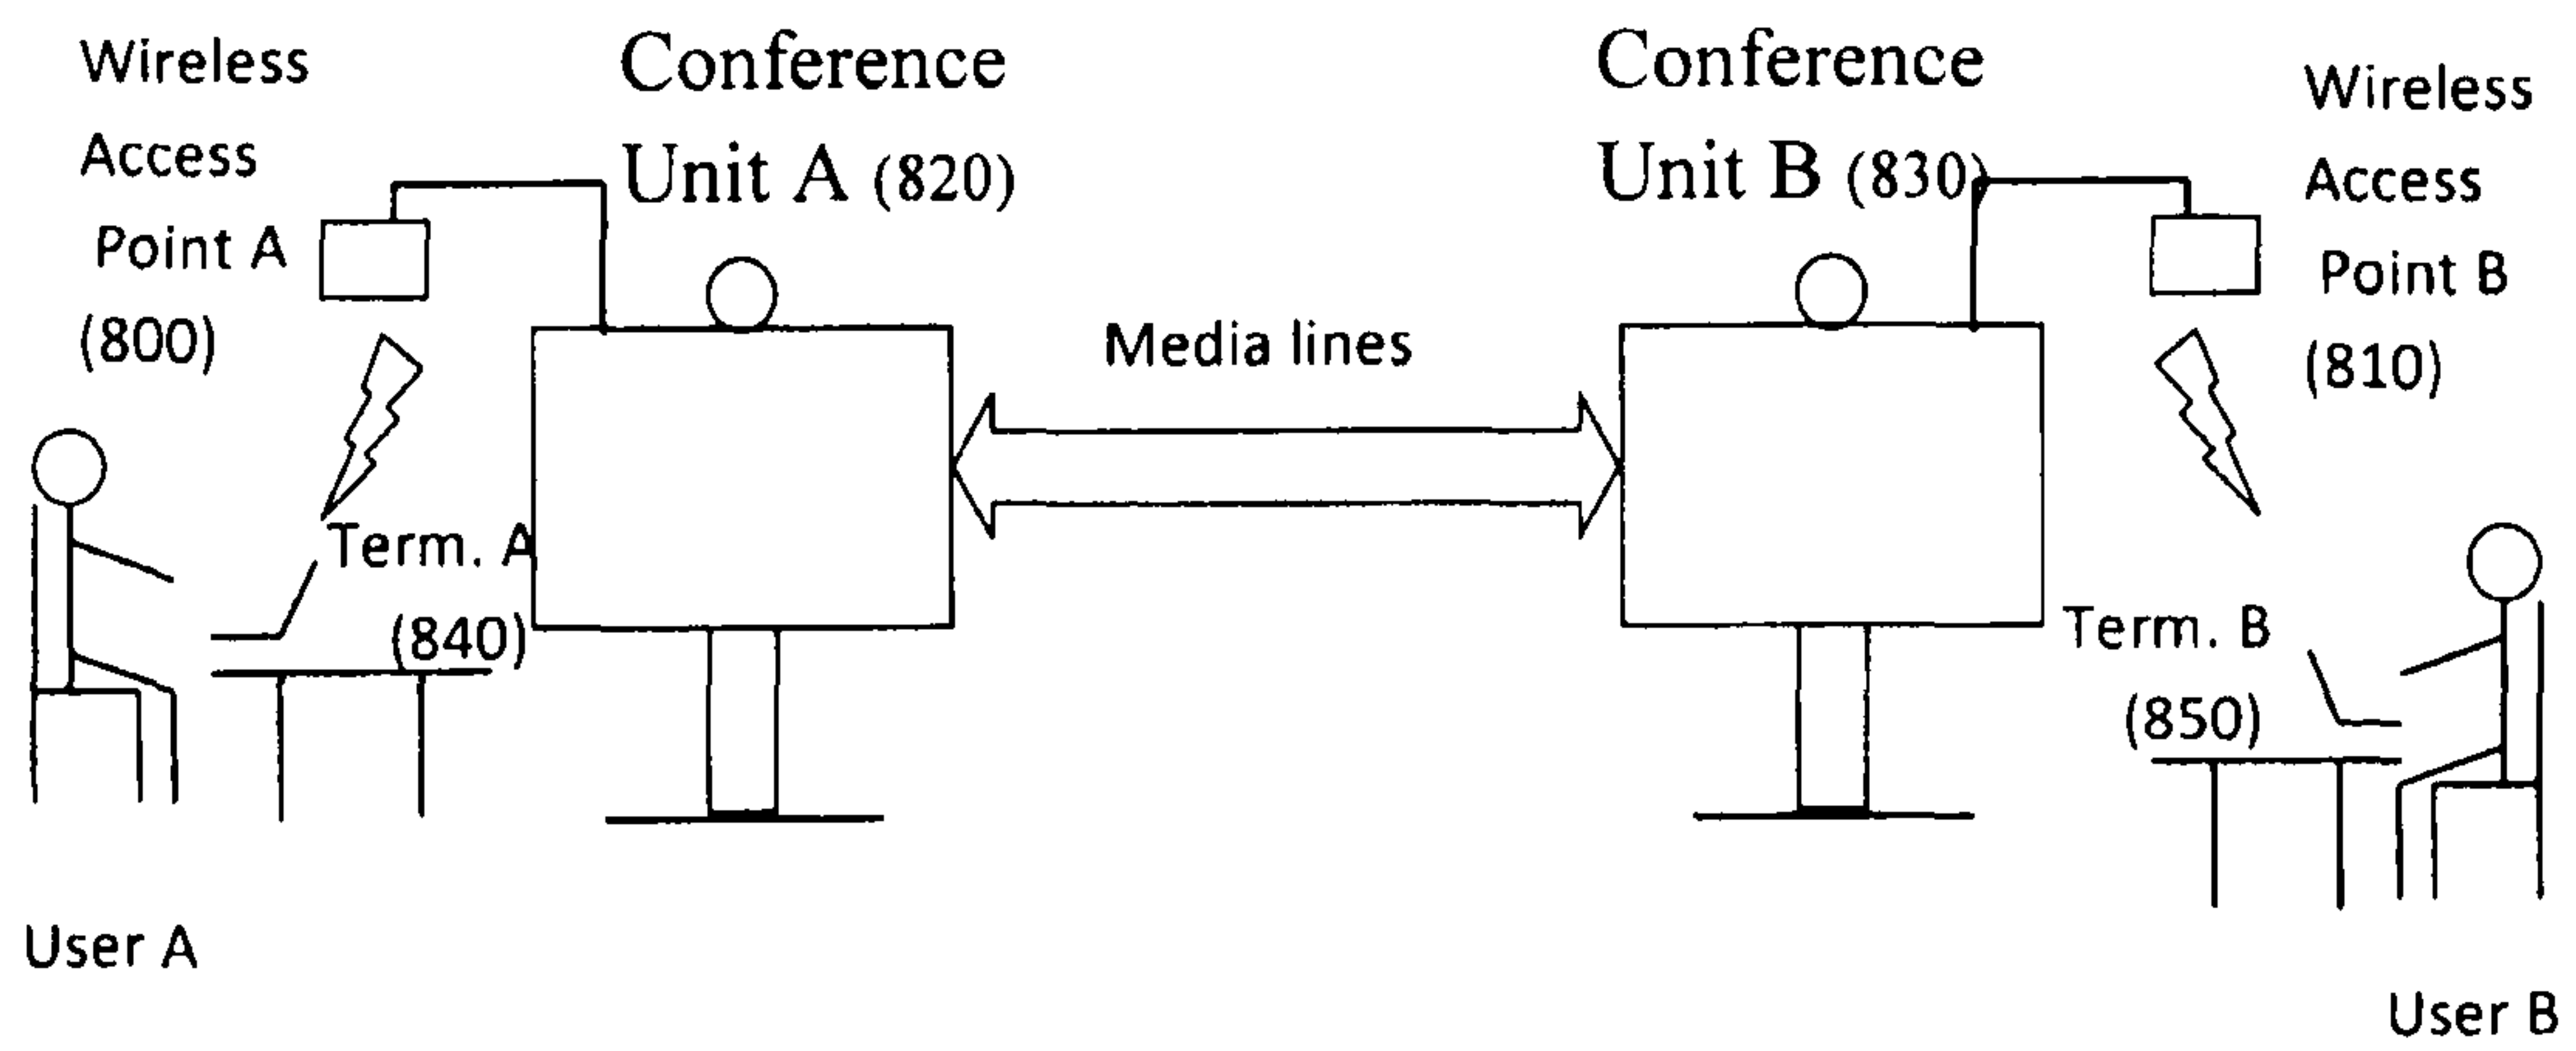 Wireless
Access
Point A
(800)
Conference
Unit A (820)
Conference
Unit B (830)
Wireless
Access
Point B
(810)
Media lines
Term. A
(840)
Term. B
(850)
User A
User B